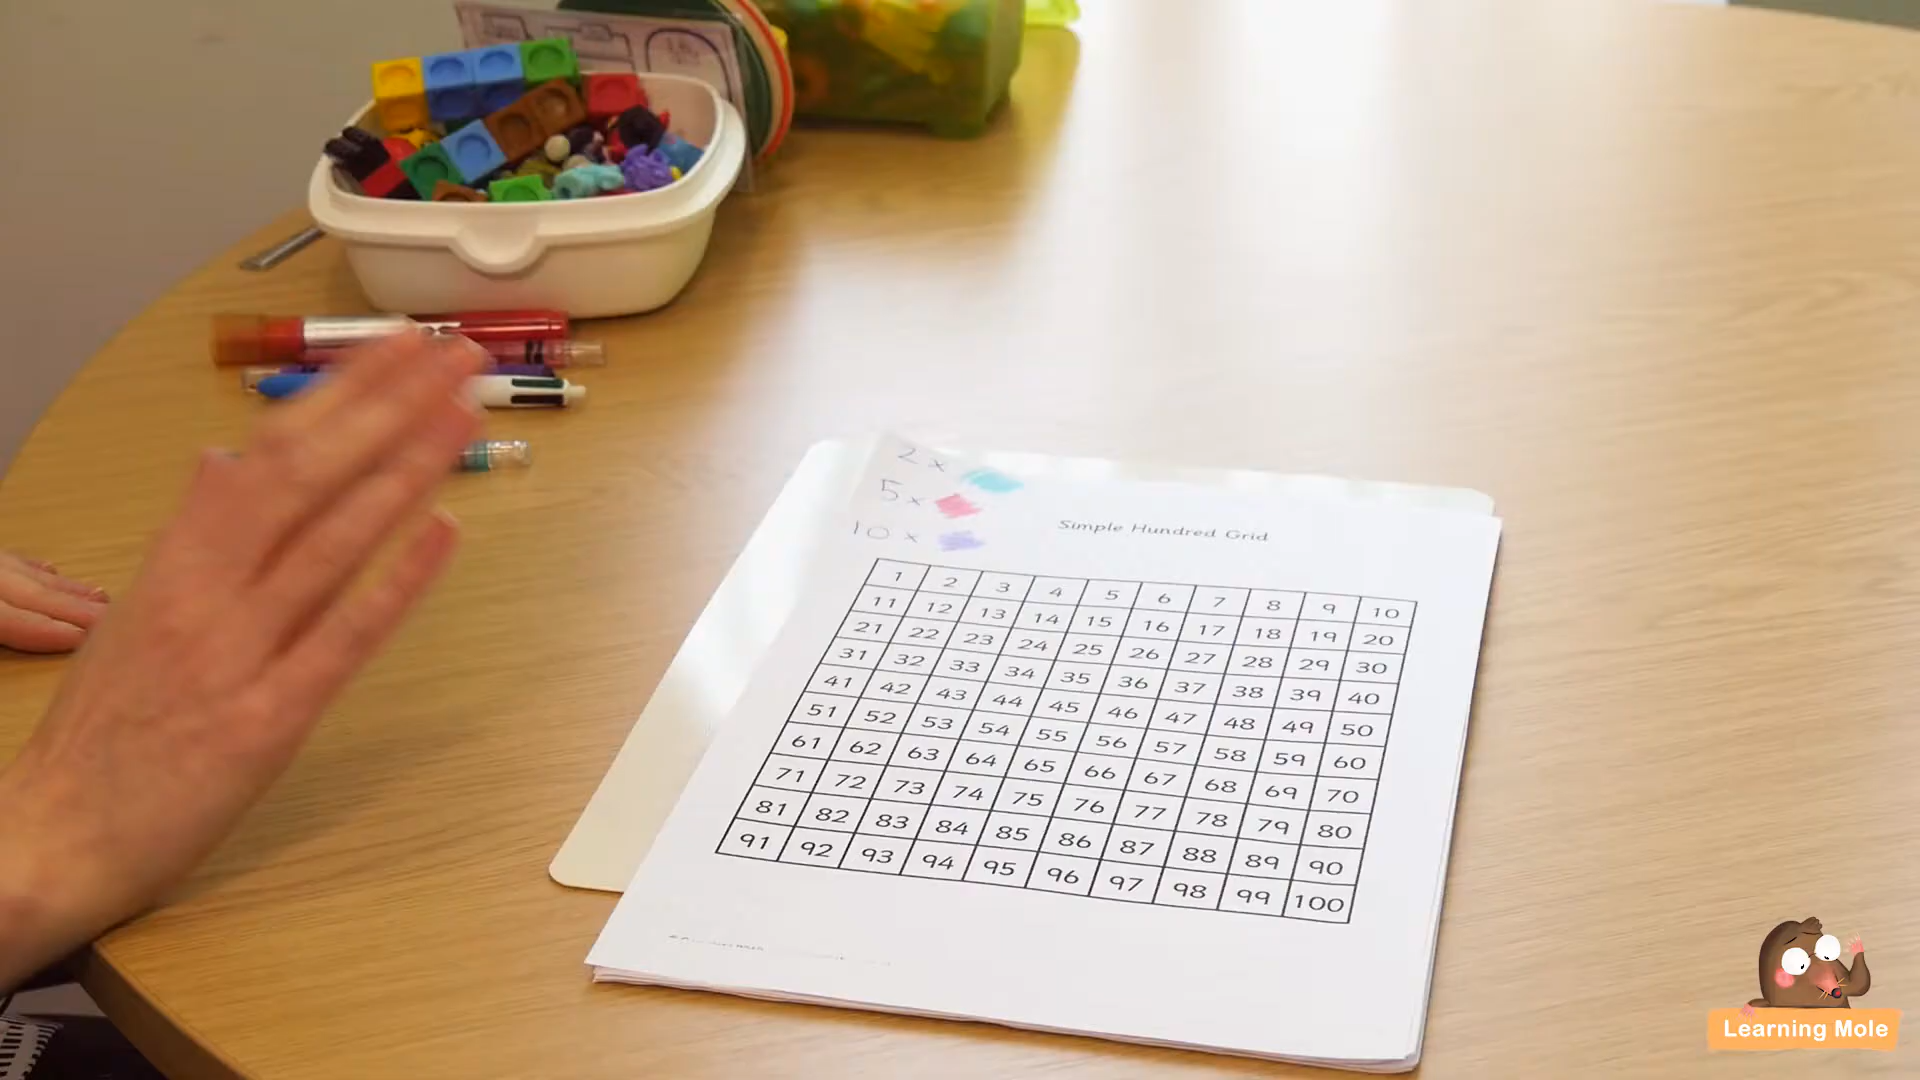 2 x
5 x
10 x
Simple Hundred Grid
1 2 3 4 5 6 7 8 9 10
11 12 13 14 15 16 17 18 19 20
21 22 23 24 25 26 27 28 29 30
31 32 33 34 35 36 37 38 39 40
41 42 43 44 45 46 47 48 49 50
51 52 53 54 55 56 57 58 59 60
61 62 63 64 65 66 67 68 69 70
71 72 73 74 75 76 77 78 79 80
81 82 83 84 85 86 87 88 89 90
91 92 93 94 95 96 97 98 99 100
Learning Mole